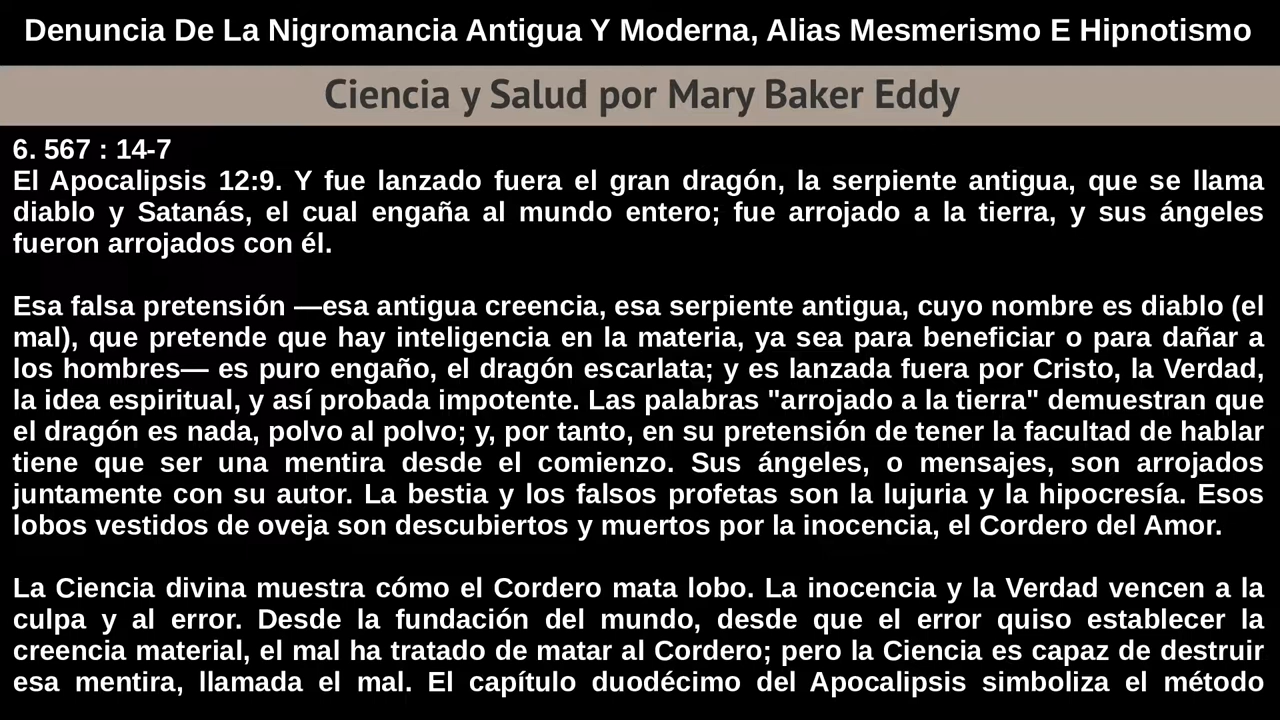 Denuncia De La Nigromancia Antigua Y Moderna, Alias Mesmerismo E Hipnotismo
Ciencia y Salud por Mary Baker Eddy
6. 567 : 14-7
El Apocalipsis 12:9. Y fue lanzado fuera el gran dragón, la serpiente antigua, que se llama
diablo y Satanás, el cual engaña al mundo entero; fue arrojado a la tierra, y sus ángeles
fueron arrojados con él.
Esa falsa pretensión —esa antigua creencia, esa serpiente antigua, cuyo nombre es diablo (el
mal), que pretende que hay inteligencia en la materia, ya sea para beneficiar o para dañar a
los hombres— es puro engaño, el dragón escarlata; y es lanzada fuera por Cristo, la Verdad,
la idea espiritual, y así probada impotente. Las palabras "arrojado a la tierra" demuestran que
el dragón es nada, polvo al polvo; y, por tanto, en su pretensión de tener la facultad de hablar
tiene que ser una mentira desde el comienzo. Sus ángeles, o mensajes, son arrojados
juntamente con su autor. La bestia y los falsos profetas son la lujuria y la hipocresía. Esos
lobos vestidos de oveja son descubiertos y muertos por la inocencia, el Cordero del Amor.
La Ciencia divina muestra cómo el Cordero mata lobo. La inocencia y la Verdad vencen a la
culpa y al error. Desde la fundación del mundo, desde que el error quiso establecer la
creencia material, el mal ha tratado de matar al Cordero; pero la Ciencia es capaz de destruir
esa mentira, llamada el mal. El capítulo duodécimo del Apocalipsis simboliza el método